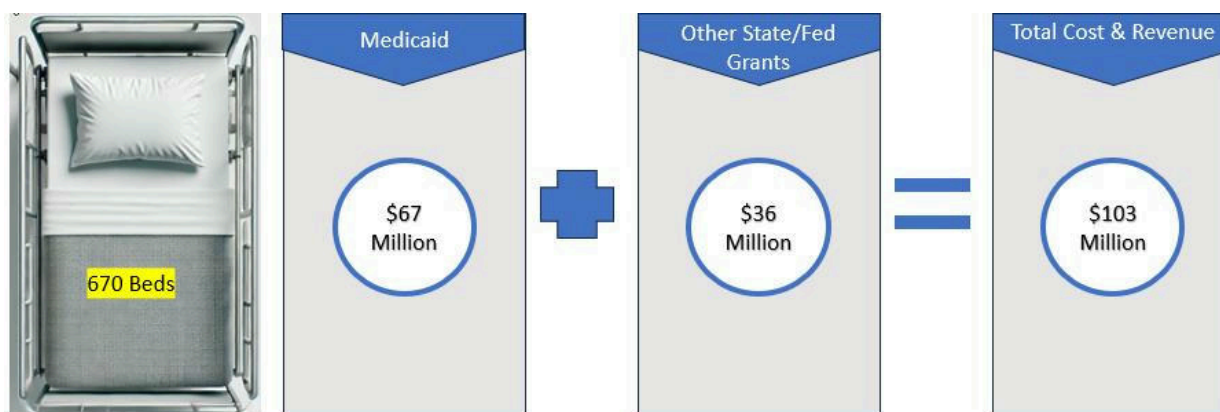 670 Beds
Medicaid
$67
Million
Other State/Fed
Grants
$36
Million
Total Cost & Revenue
$103
Million